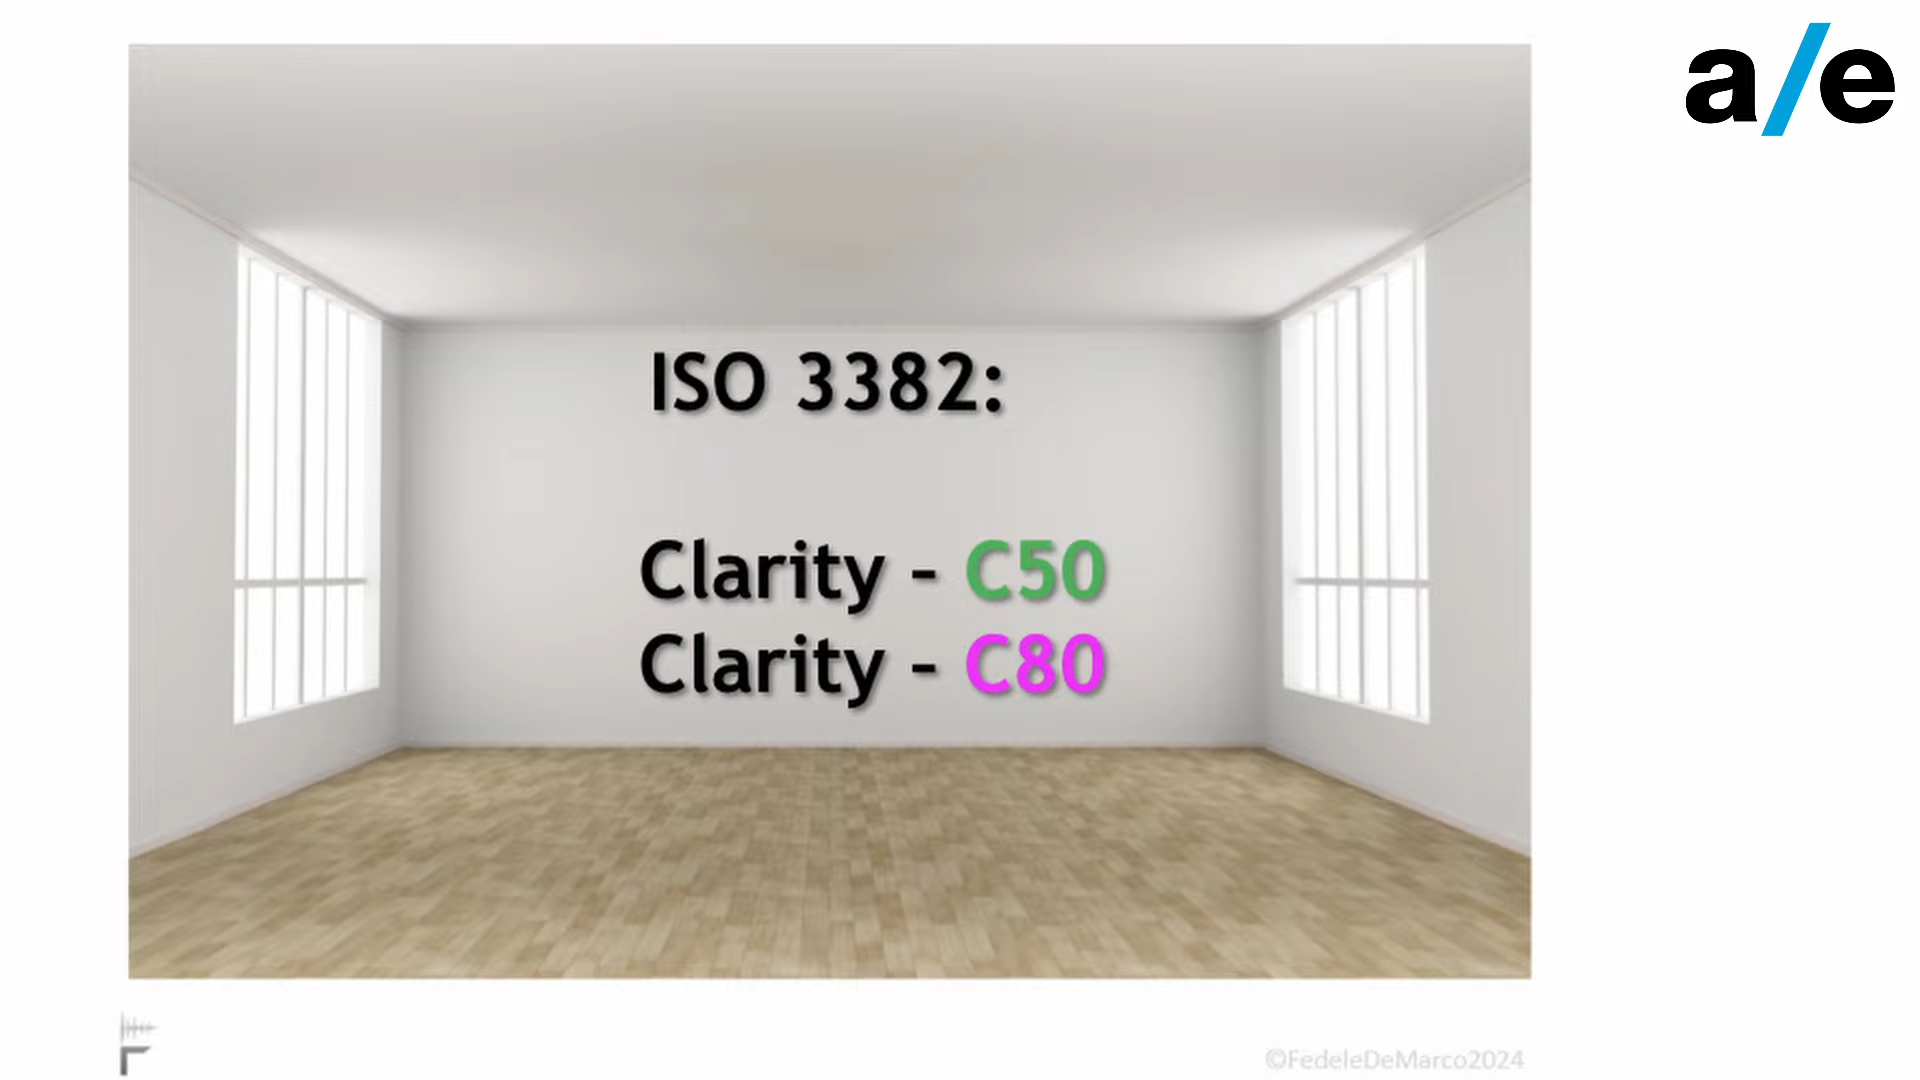 a/e
ISO 3382:
Clarity - C50
Clarity - C80
©FedeleDeMarco2024